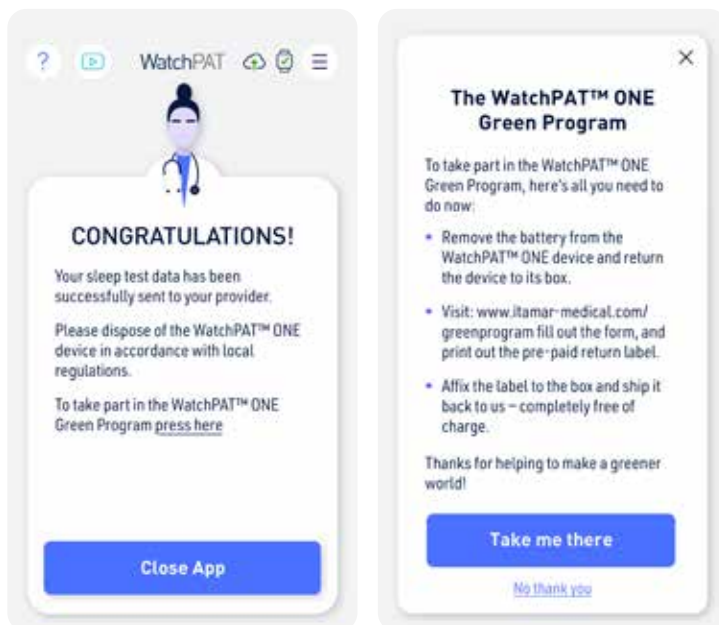 ?
WatchPAT
CONGRATULATIONS!
Your sleep test data has been
successfully sent to your provider.
Please dispose of the WatchPAT™ ONE
device in accordance with local
regulations.
To take part in the WatchPAT™ ONE
Green Program press here
Close App
The WatchPAT™ ONE
Green Program
To take part in the WatchPAT™ ONE
Green Program, here's all you need to
do now:
• Remove the battery from the
WatchPAT™ ONE device and return
the device to its box.
• Visit: www.itamar-medical.com/
greenprogram fill out the form, and
print out the pre-paid return label.
• Affix the label to the box and ship it
back to us – completely free of
charge.
Thanks for helping to make a greener
world!
Take me there
No thank you